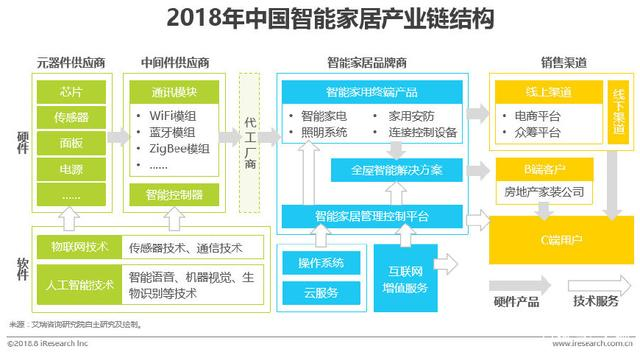 2018年中国智能家居产业链结构
元器件供应商
中间件供应商
智能家居品牌商
销售渠道
硬件
芯片
传感器
面板
电源
……
通讯模块
• WiFi模组
• 蓝牙模组
• ZigBee模组
• ……
智能控制器
代工厂商
智能家用终端产品
• 智能家电
• 家用安防
• 照明系统
• 连接控制设备
全屋智能解决方案
智能家居管理控制平台
线上渠道
• 电商平台
• 众筹平台
线下渠道
B端客户
房地产家装公司
C端用户
软件
物联网技术
传感器技术、通信技术
人工智能技术
智能语音、机器视觉、生
物识别等技术
操作系统
云服务
互联网
增值服务
硬件产品
技术服务
来源：艾瑞咨询研究院自主研究及绘制。
©2018.8 iResearch Inc
www.iresearch.com.cn